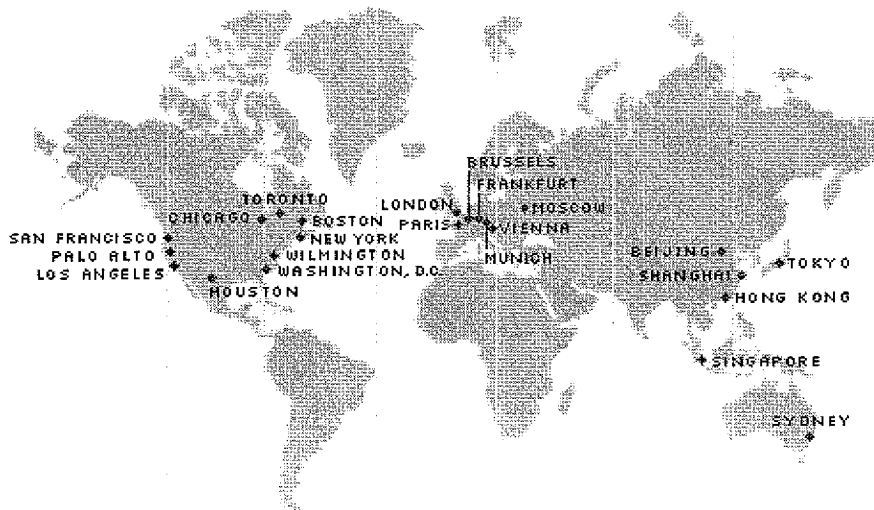 BRUSSELS
FRANKFURT
TORONTO
LONDON
MOSCOW
CHICAGO
BOSTON
PARIS
VIENNA
SAN FRANCISCO
NEW YORK
PALO ALTO
WILMINGTON
MUNICH
BEIJING
TOKYO
LOS ANGELES
WASHINGTON, D.C.
SHANGHAI
HOUSTON
HONG KONG
SINGAPORE
SYDNEY